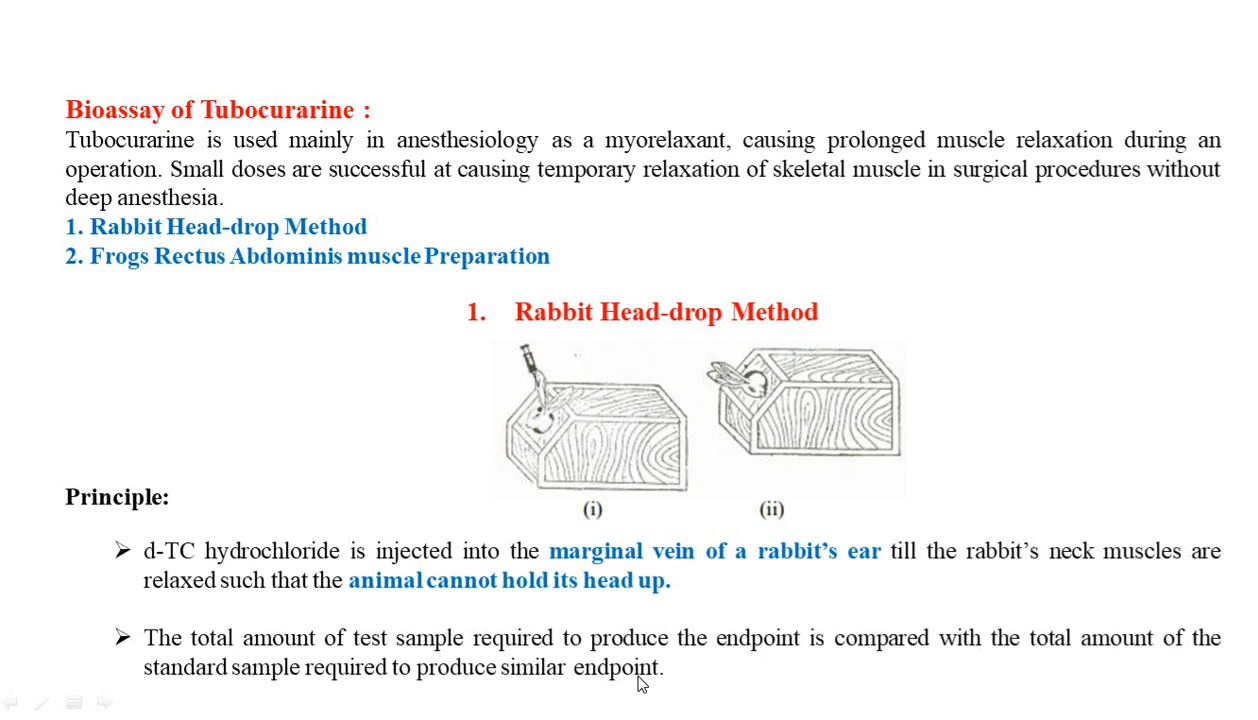 Bioassay of Tubocurarine :
Tubocurarine is used mainly in anesthesiology as a myorelaxant, causing prolonged muscle relaxation during an
operation. Small doses are successful at causing temporary relaxation of skeletal muscle in surgical procedures without
deep anesthesia.
1. Rabbit Head-drop Method
2. Frogs Rectus Abdominis muscle Preparation
1. Rabbit Head-drop Method
(i) (ii)
Principle:
➢ d-TC hydrochloride is injected into the marginal vein of a rabbit’s ear till the rabbit’s neck muscles are
relaxed such that the animal cannot hold its head up.
➢ The total amount of test sample required to produce the endpoint is compared with the total amount of the
standard sample required to produce similar endpoint.